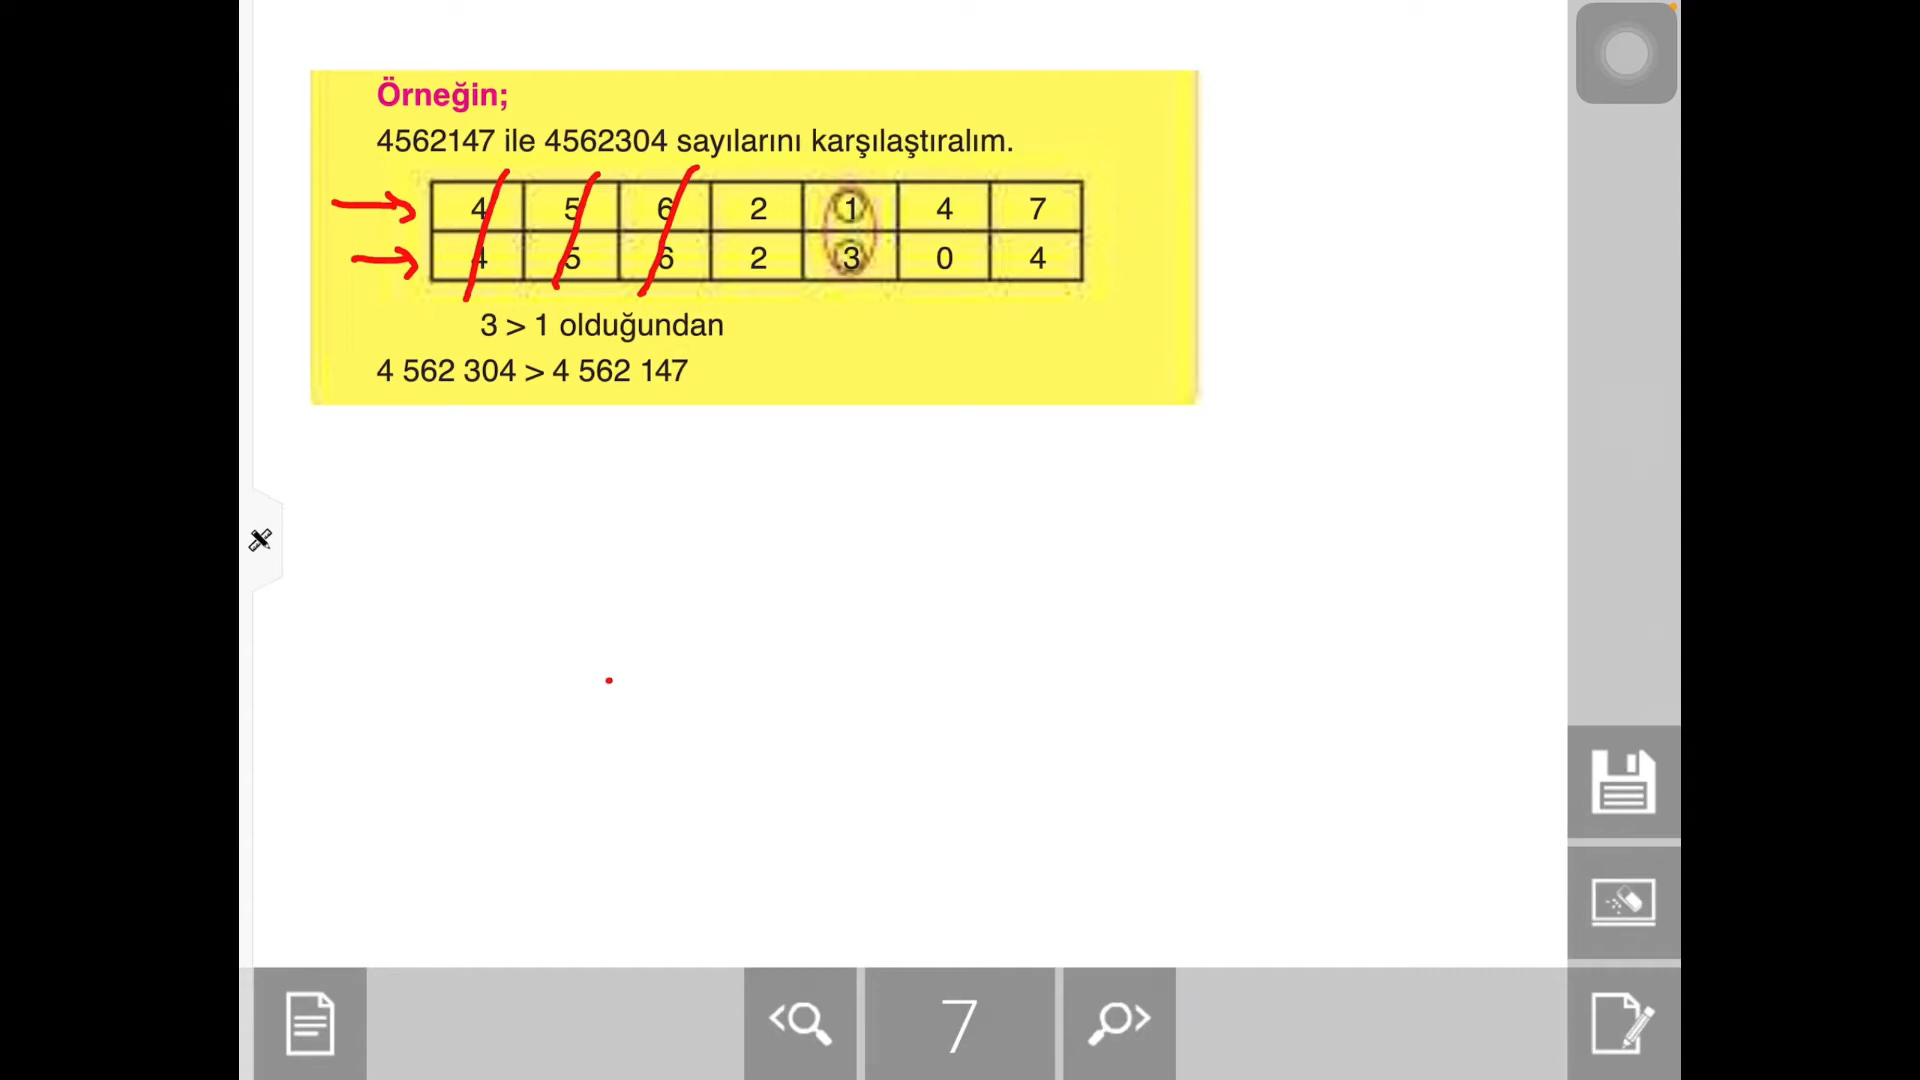 Örneğin;
4562147 ile 4562304 sayılarını karşılaştıralım.
4 5 6 2 1 4 7
4 5 6 2 3 0 4
3 > 1 olduğundan
4 562 304 > 4 562 147
7